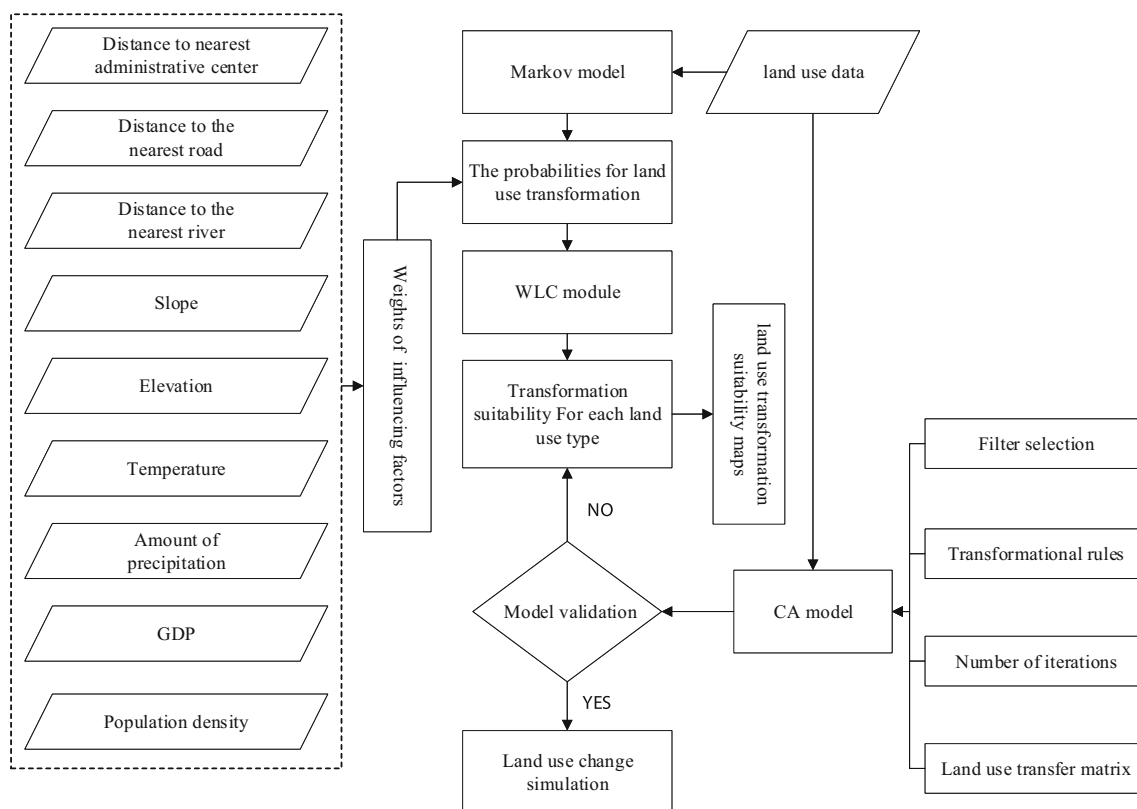 Distance to nearest
administrative center
Distance to the
nearest road
Distance to the
nearest river
Slope
Elevation
Temperature
Amount of
precipitation
GDP
Population density
Weights of influencing factors
Markov model
land use data
The probabilities for land
use transformation
WLC module
Transformation
suitability For each land
use type
land use transformation
suitability maps
NO
Model validation
YES
Land use change
simulation
CA model
Filter selection
Transformational rules
Number of iterations
Land use transfer matrix